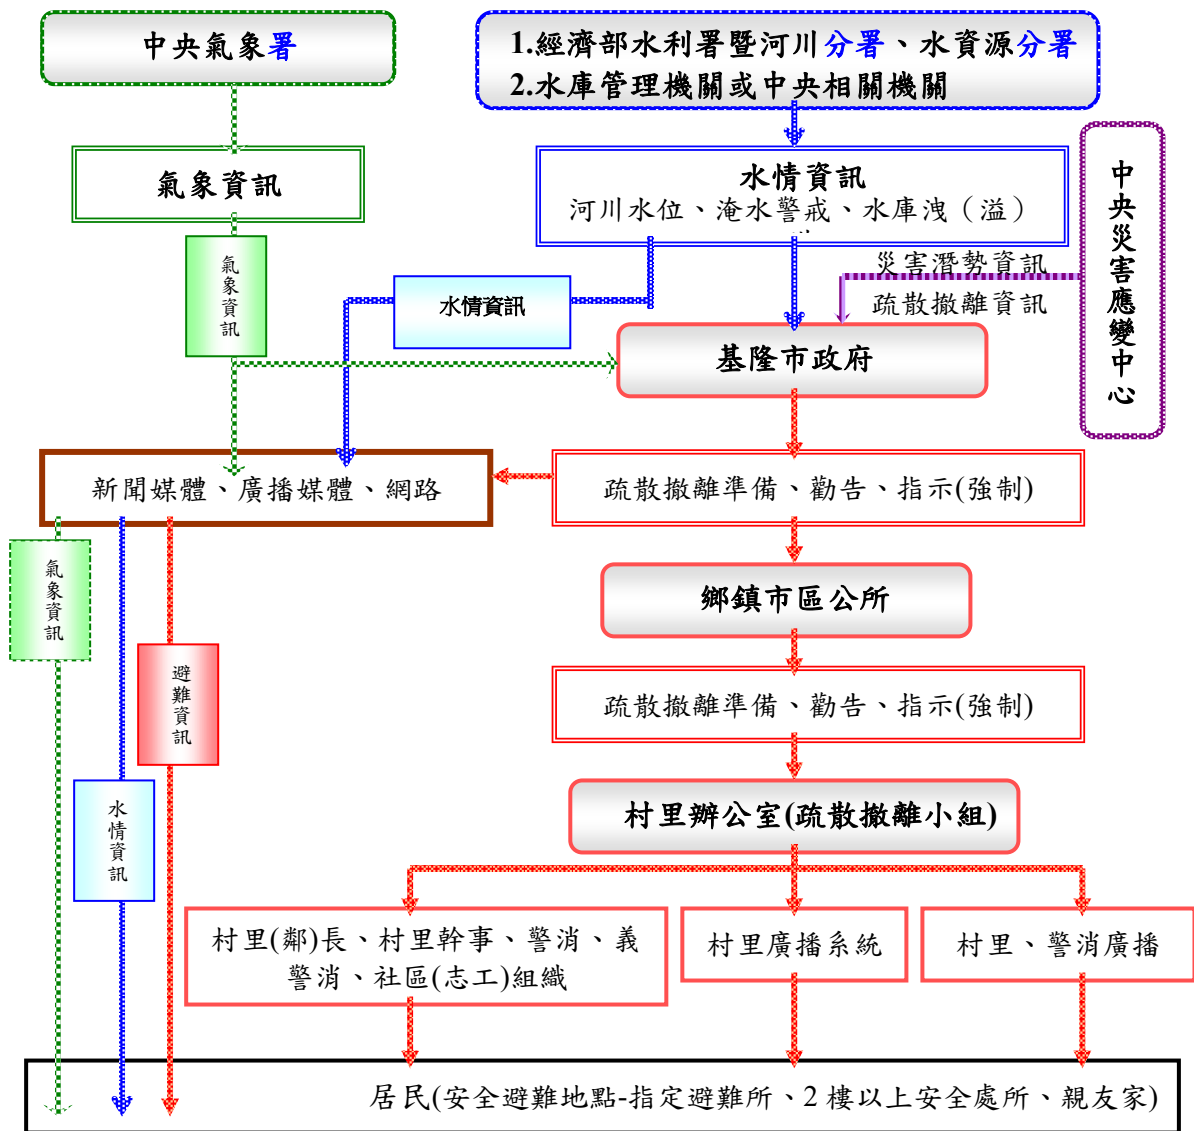 中央氣象署
1.經濟部水利署暨河川分署、水資源分署
2.水庫管理機關或中央相關機關
中央災害應變中心
氣象資訊
水情資訊
河川水位、淹水警戒、水庫洩（溢）
氣象資訊
水情資訊
災害潛勢資訊
疏散撤離資訊
基隆市政府
新聞媒體、廣播媒體、網路
疏散撤離準備、勸告、指示(強制)
氣象資訊
鄉鎮市區公所
避難資訊
疏散撤離準備、勸告、指示(強制)
水情資訊
村里辦公室(疏散撤離小組)
村里(鄰)長、村里幹事、警消、義
警消、社區(志工)組織
村里廣播系統
村里、警消廣播
居民(安全避難地點-指定避難所、2 樓以上安全處所、親友家)